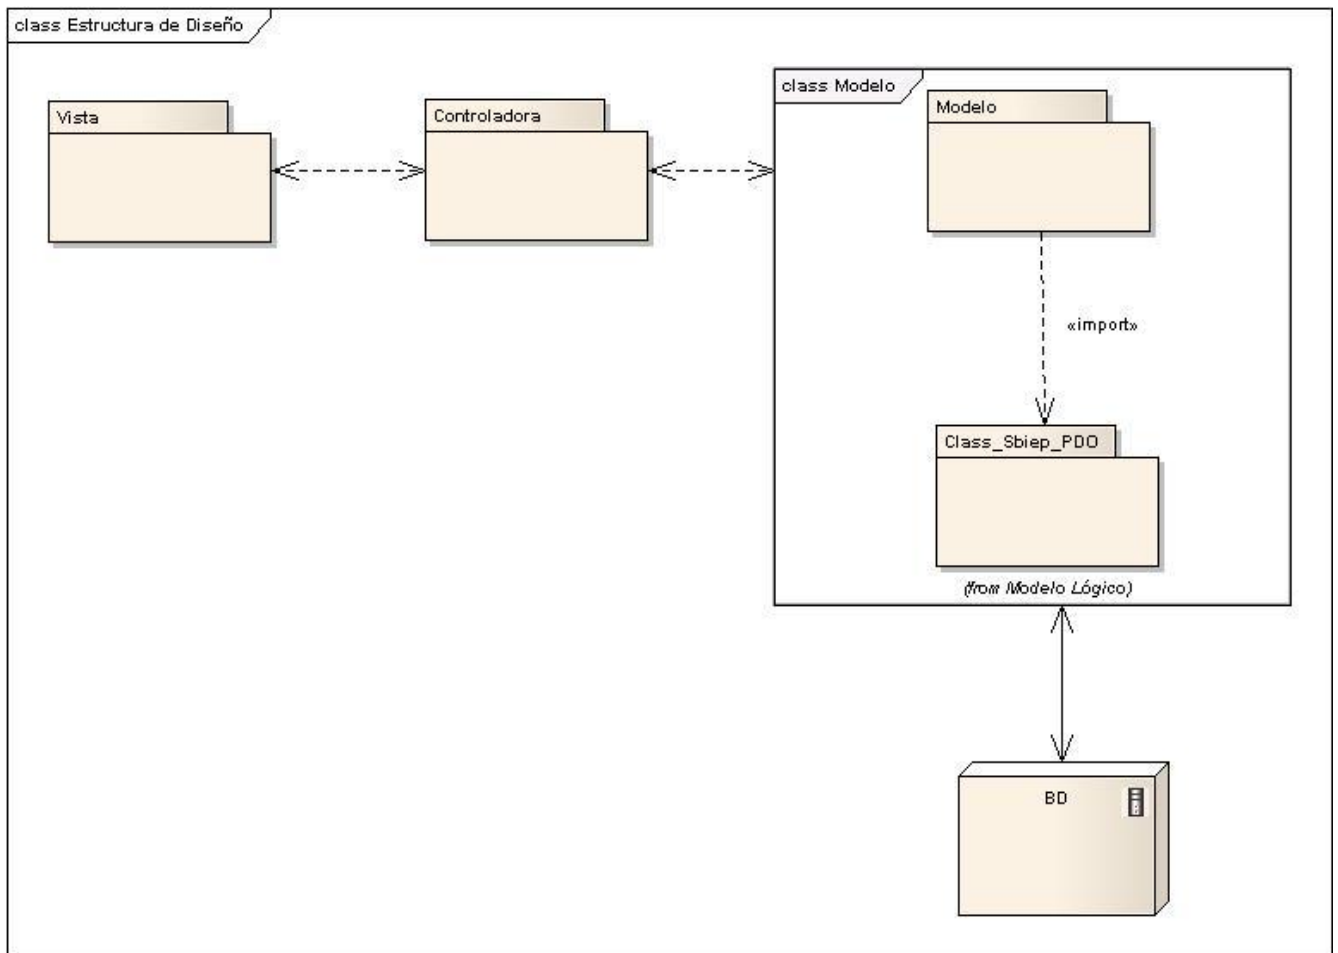 class Estructura de Diseño
class Modelo
Vista
Controladora
Modelo
«import»
Class_Sbiep_PDO
(from Modelo Lógico)
BD